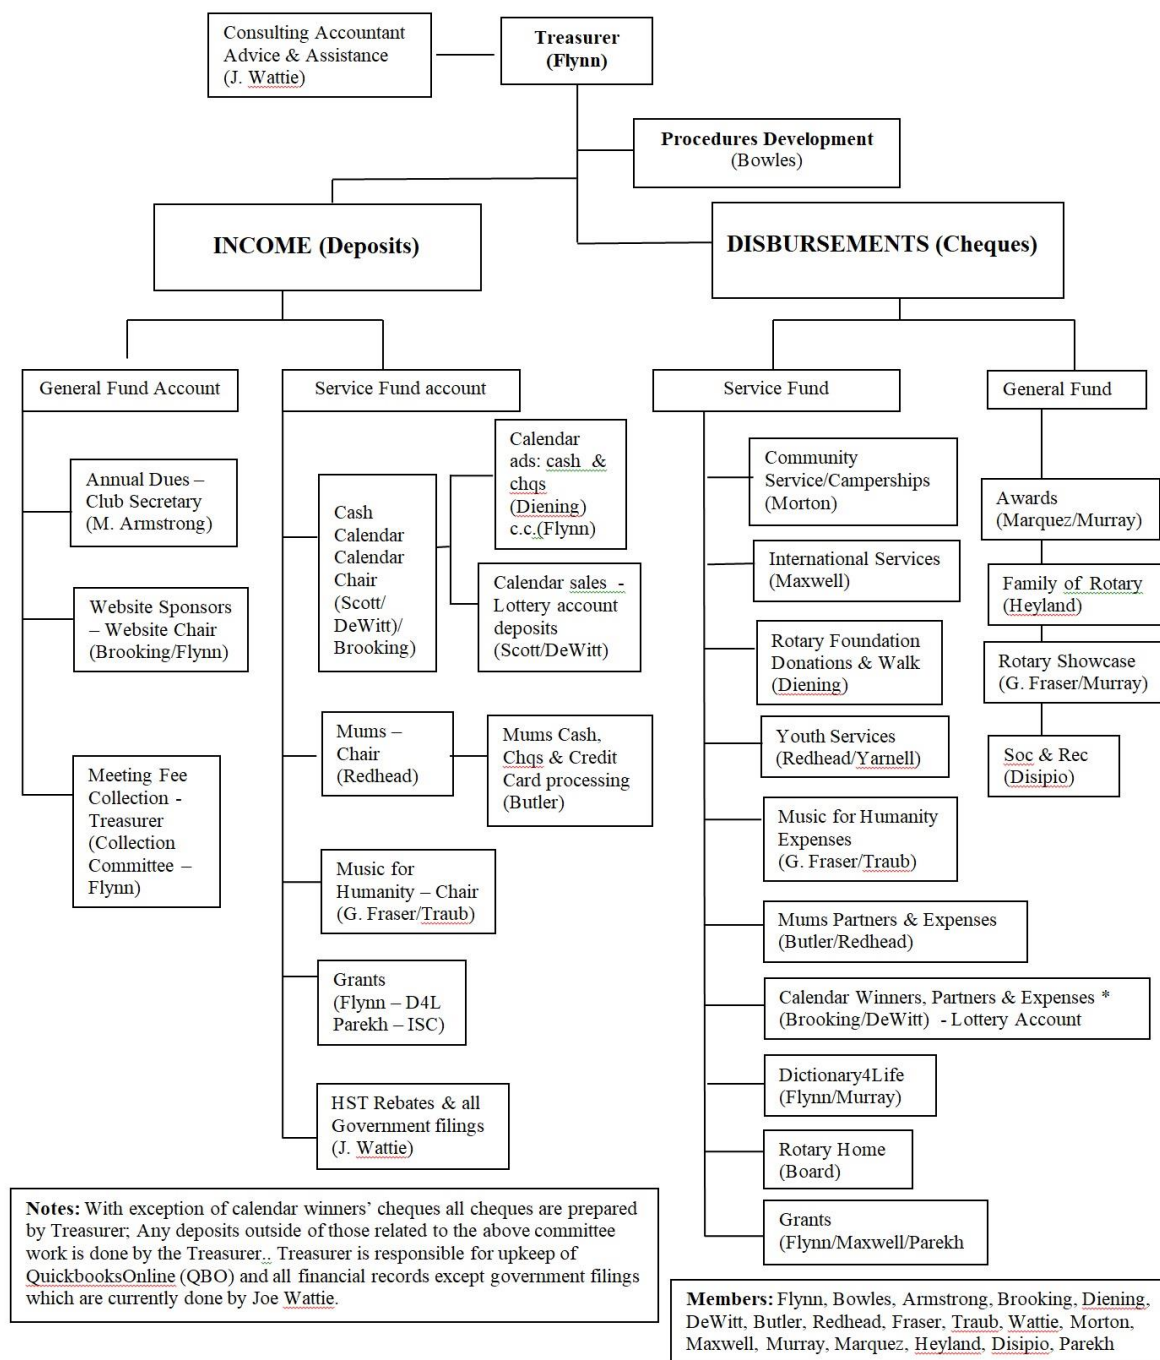 Consulting Accountant
Advice & Assistance
(J. Wattie)
Treasurer
(Flynn)
Procedures Development
(Bowles)
INCOME (Deposits)
DISBURSEMENTS (Cheques)
General Fund Account
Annual Dues –
Club Secretary
(M. Armstrong)
Website Sponsors
– Website Chair
(Brooking/Flynn)
Meeting Fee
Collection -
Treasurer
(Collection
Committee –
Flynn)
Service Fund account
Cash
Calendar
Calendar
Chair
(Scott/
DeWitt)/
Brooking)
Calendar
ads: cash &
chqs
(Diening)
c.c.(Flynn)
Calendar sales -
Lottery account
deposits
(Scott/DeWitt)
Mums –
Chair
(Redhead)
Mums Cash,
Chqs & Credit
Card processing
(Butler)
Music for
Humanity – Chair
(G. Fraser/Traub)
Grants
(Flynn – D4L
Parekh – ISC)
HST Rebates & all
Government filings
(J. Wattie)
Service Fund
Community
Service/Camperships
(Morton)
International Services
(Maxwell)
Rotary Foundation
Donations & Walk
(Diening)
Youth Services
(Redhead/Yarnell)
Music for Humanity
Expenses
(G. Fraser/Traub)
Mums Partners & Expenses
(Butler/Redhead)
Calendar Winners, Partners & Expenses *
(Brooking/DeWitt) - Lottery Account
Dictionary4Life
(Flynn/Murray)
Rotary Home
(Board)
Grants
(Flynn/Maxwell/Parekh
General Fund
Awards
(Marquez/Murray)
Family of Rotary
(Heyland)
Rotary Showcase
(G. Fraser/Murray)
Soc & Rec
(Disipio)
Notes: With exception of calendar winners’ cheques all cheques are prepared
by Treasurer; Any deposits outside of those related to the above committee
work is done by the Treasurer.. Treasurer is responsible for upkeep of
QuickbooksOnline (QBO) and all financial records except government filings
which are currently done by Joe Wattie.
Members: Flynn, Bowles, Armstrong, Brooking, Diening,
DeWitt, Butler, Redhead, Fraser, Traub, Wattie, Morton,
Maxwell, Murray, Marquez, Heyland, Disipio, Parekh